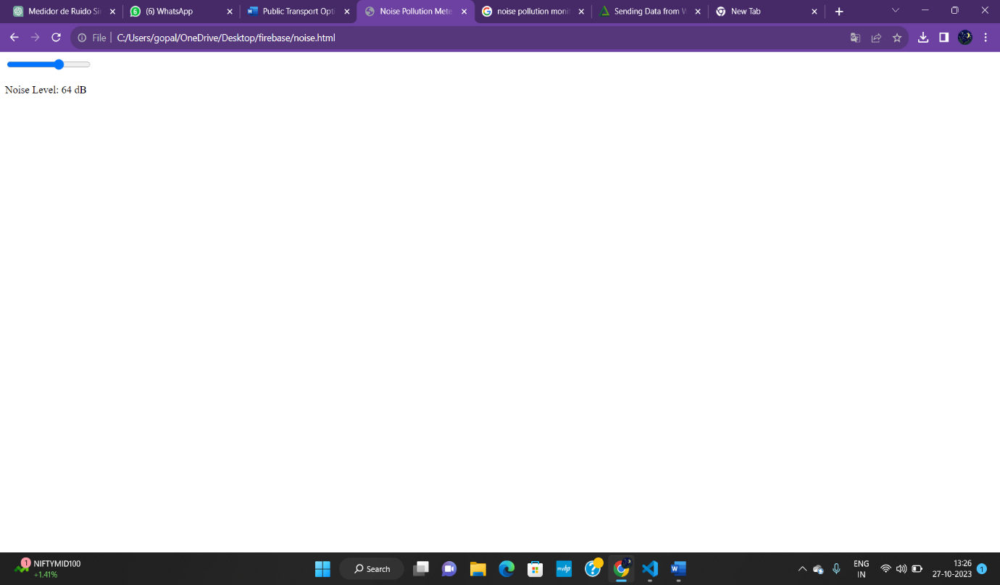 Medidor de Ruido Si
(6) WhatsApp
Public Transport Opti
Noise Pollution Mete
noise pollution moni
Sending Data from W
New Tab
File
C:/Users/gopal/OneDrive/Desktop/firebase/noise.html
Noise Level: 64 dB
1
NIFTYMID100
+1.41%
Search
myhp
ENG
IN
13:26
27-10-2023
1